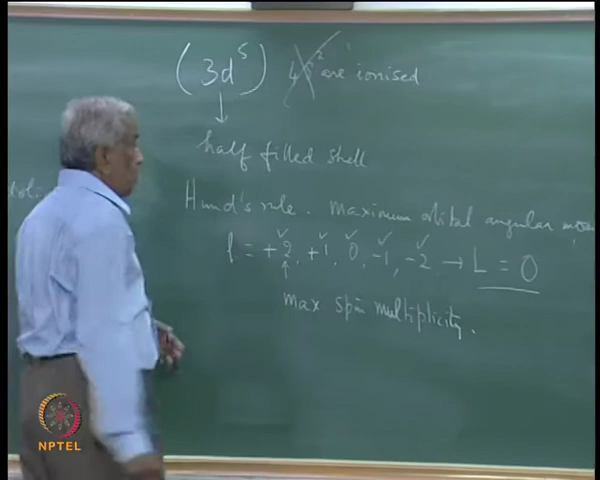 (3d⁵) 4s² are ionised
↓
half filled shell
Hund's rule. Maximum orbital angular mom
l = +2, +1, 0, -1, -2 → L = 0
max spin multiplicity.
NPTEL